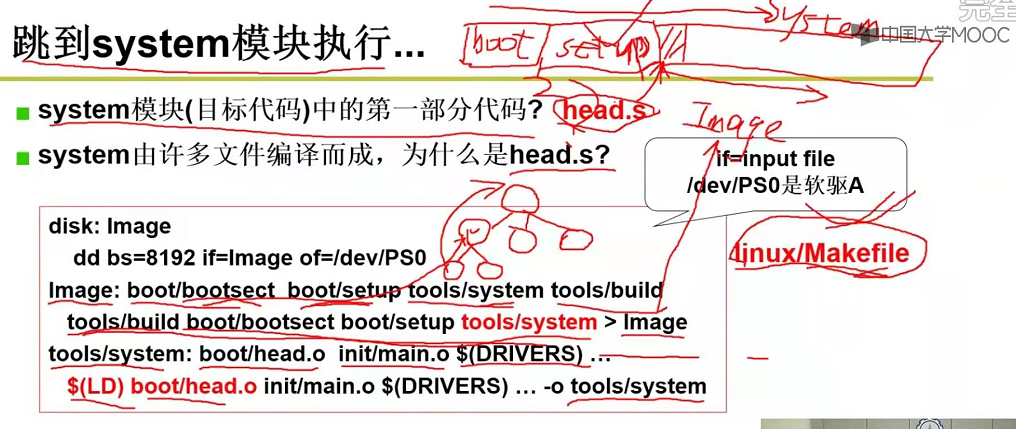 完全
跳到system模块执行...
boot setup system
中国大学MOOC
system模块(目标代码)中的第一部分代码? head.s
Image
system由许多文件编译而成，为什么是head.s?
if=input file
/dev/PS0是软驱A
linux/Makefile
disk: Image
dd bs=8192 if=Image of=/dev/PS0
Image: boot/bootsect boot/setup tools/system tools/build
tools/build boot/bootsect boot/setup tools/system > Image
tools/system: boot/head.o init/main.o $(DRIVERS) …
$(LD) boot/head.o init/main.o $(DRIVERS) … -o tools/system